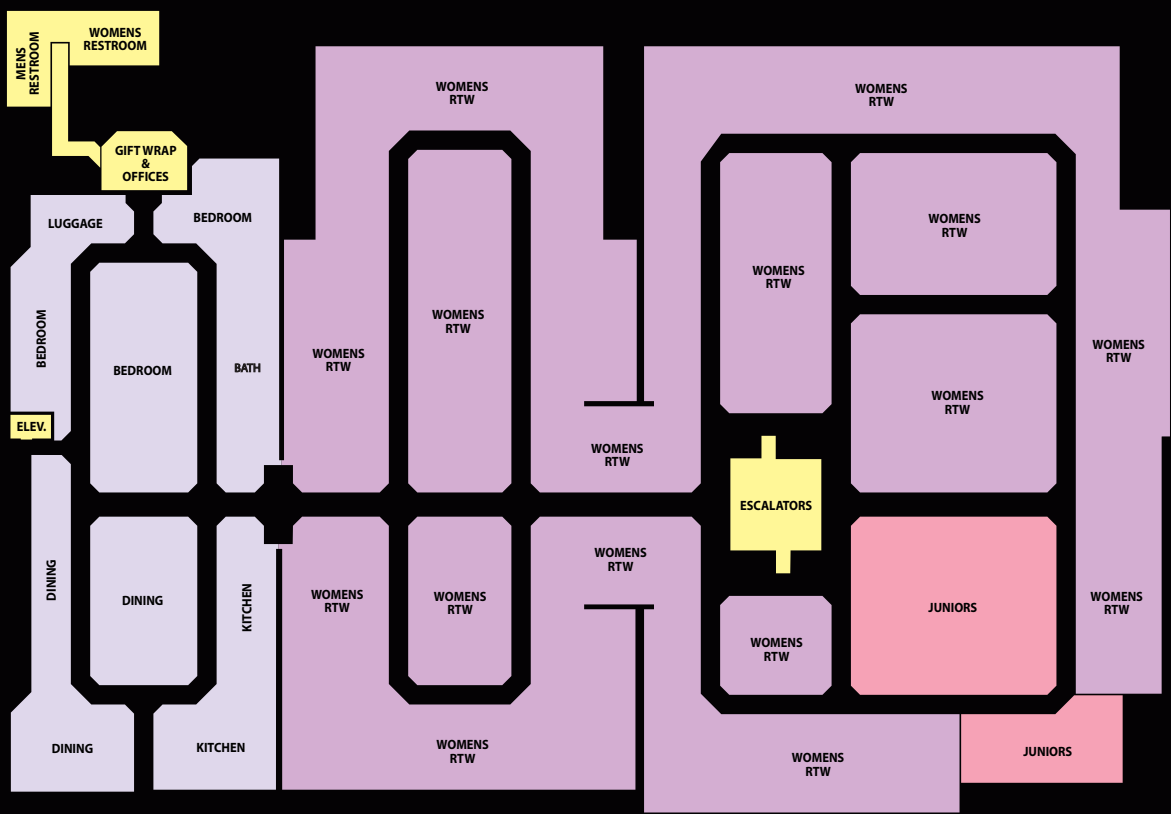 WOMENS
RESTROOM
MENS
RESTROOM
GIFT WRAP
&
OFFICES
LUGGAGE
BEDROOM
BEDROOM
BEDROOM
BATH
ELEV.
DINING
DINING
KITCHEN
DINING
KITCHEN
WOMENS
RTW
WOMENS
RTW
WOMENS
RTW
WOMENS
RTW
WOMENS
RTW
WOMENS
RTW
WOMENS
RTW
WOMENS
RTW
WOMENS
RTW
WOMENS
RTW
WOMENS
RTW
WOMENS
RTW
WOMENS
RTW
ESCALATORS
WOMENS
RTW
WOMENS
RTW
JUNIORS
WOMENS
RTW
WOMENS
RTW
JUNIORS